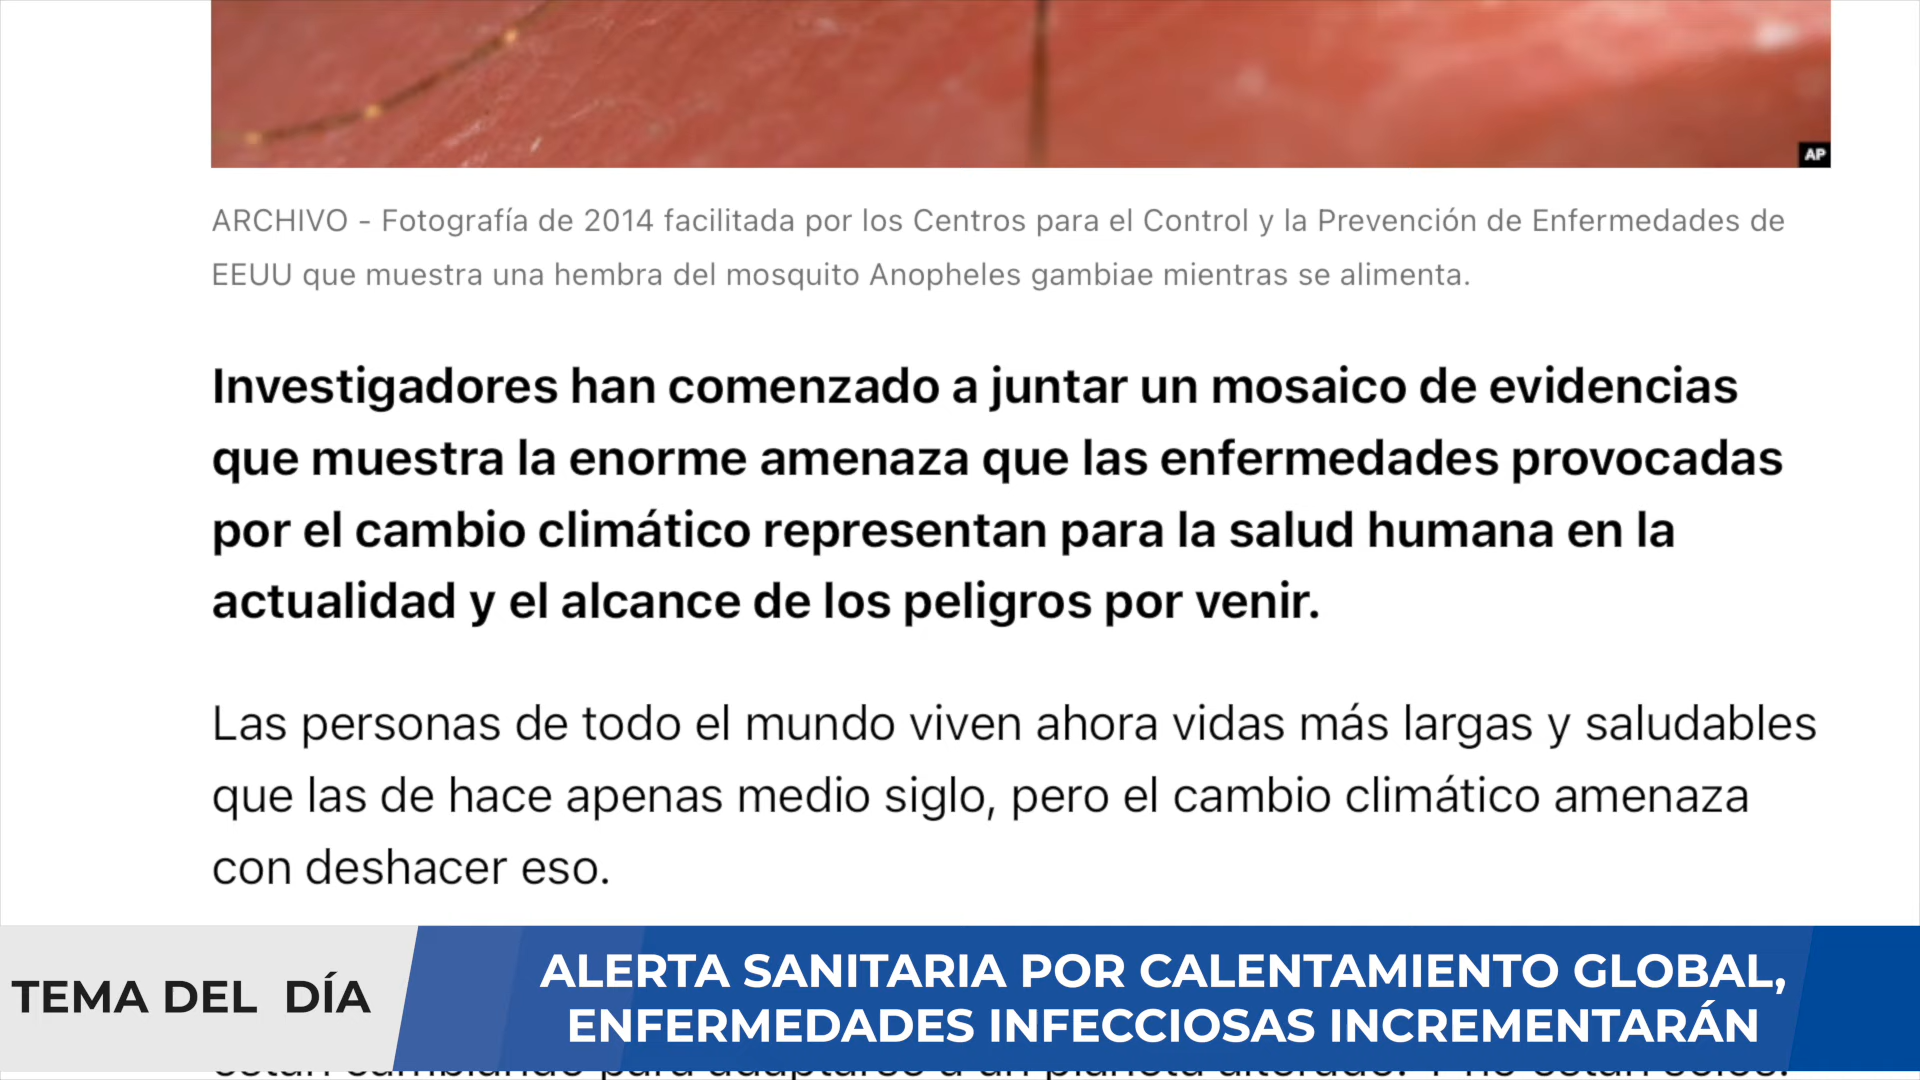 AP
ARCHIVO - Fotografía de 2014 facilitada por los Centros para el Control y la Prevención de Enfermedades de
EEUU que muestra una hembra del mosquito Anopheles gambiae mientras se alimenta.
Investigadores han comenzado a juntar un mosaico de evidencias
que muestra la enorme amenaza que las enfermedades provocadas
por el cambio climático representan para la salud humana en la
actualidad y el alcance de los peligros por venir.
Las personas de todo el mundo viven ahora vidas más largas y saludables
que las de hace apenas medio siglo, pero el cambio climático amenaza
con deshacer eso.
TEMA DEL DÍA
ALERTA SANITARIA POR CALENTAMIENTO GLOBAL,
ENFERMEDADES INFECCIOSAS INCREMENTARÁN